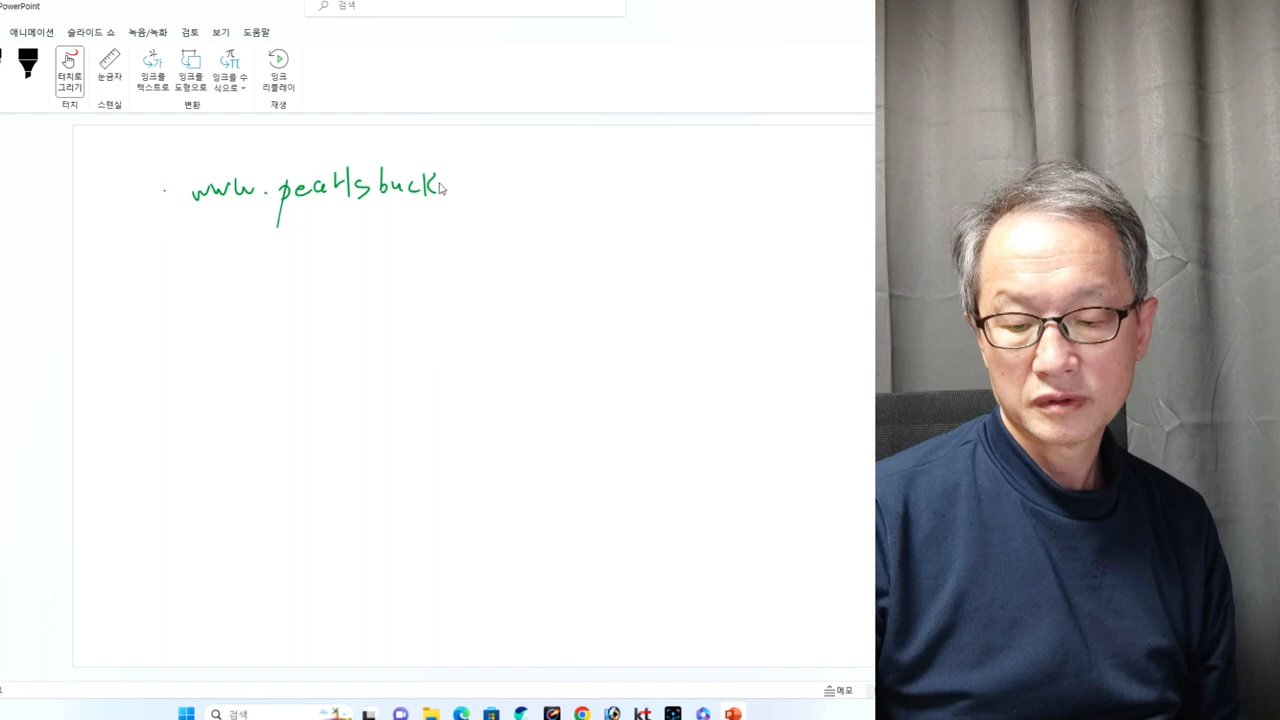 PowerPoint
검색
애니메이션 슬라이드 쇼 녹음/녹화 검토 보기 도움말
터치로 그리기 눈금자 잉크를 텍스트로 잉크를 도형으로 잉크를 수식으로 잉크 리플레이
터치 스텐실 변환 재생
· www.pearlsbuck
메모
검색
kt